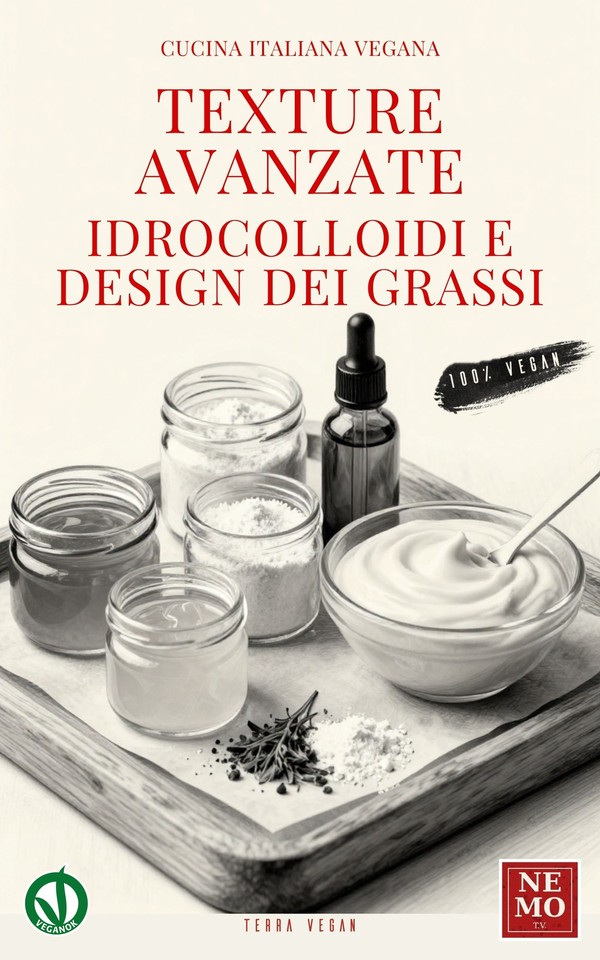 CUCINA ITALIANA VEGANA
TEXTURE
AVANZATE
IDROCOLLOIDI E
DESIGN DEI GRASSI
100% VEGAN
VEGANOK
TERRA VEGAN
NE
MO
T.V.